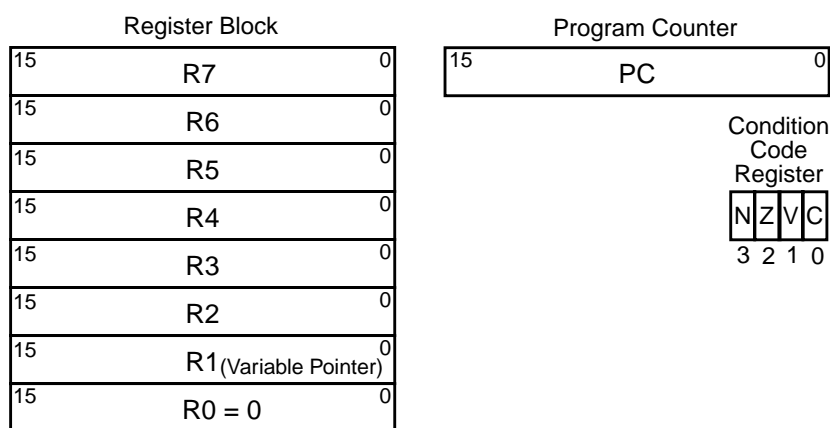 Register Block
15 R7 0
15 R6 0
15 R5 0
15 R4 0
15 R3 0
15 R2 0
15 R1(Variable Pointer) 0
15 R0 = 0 0
Program Counter
15 PC 0
Condition
Code
Register
N Z V C
3 2 1 0